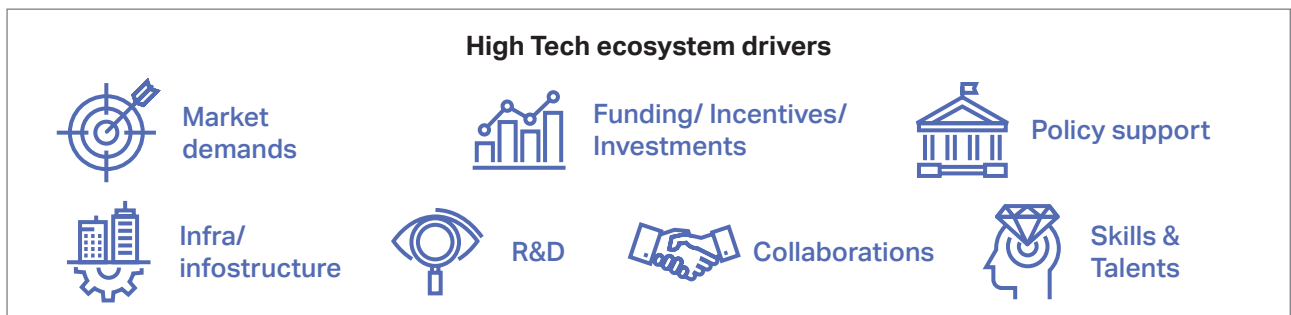 High Tech ecosystem drivers
Market
demands
Funding/ Incentives/
Investments
Policy support
Infra/
infostructure
R&D
Collaborations
Skills &
Talents